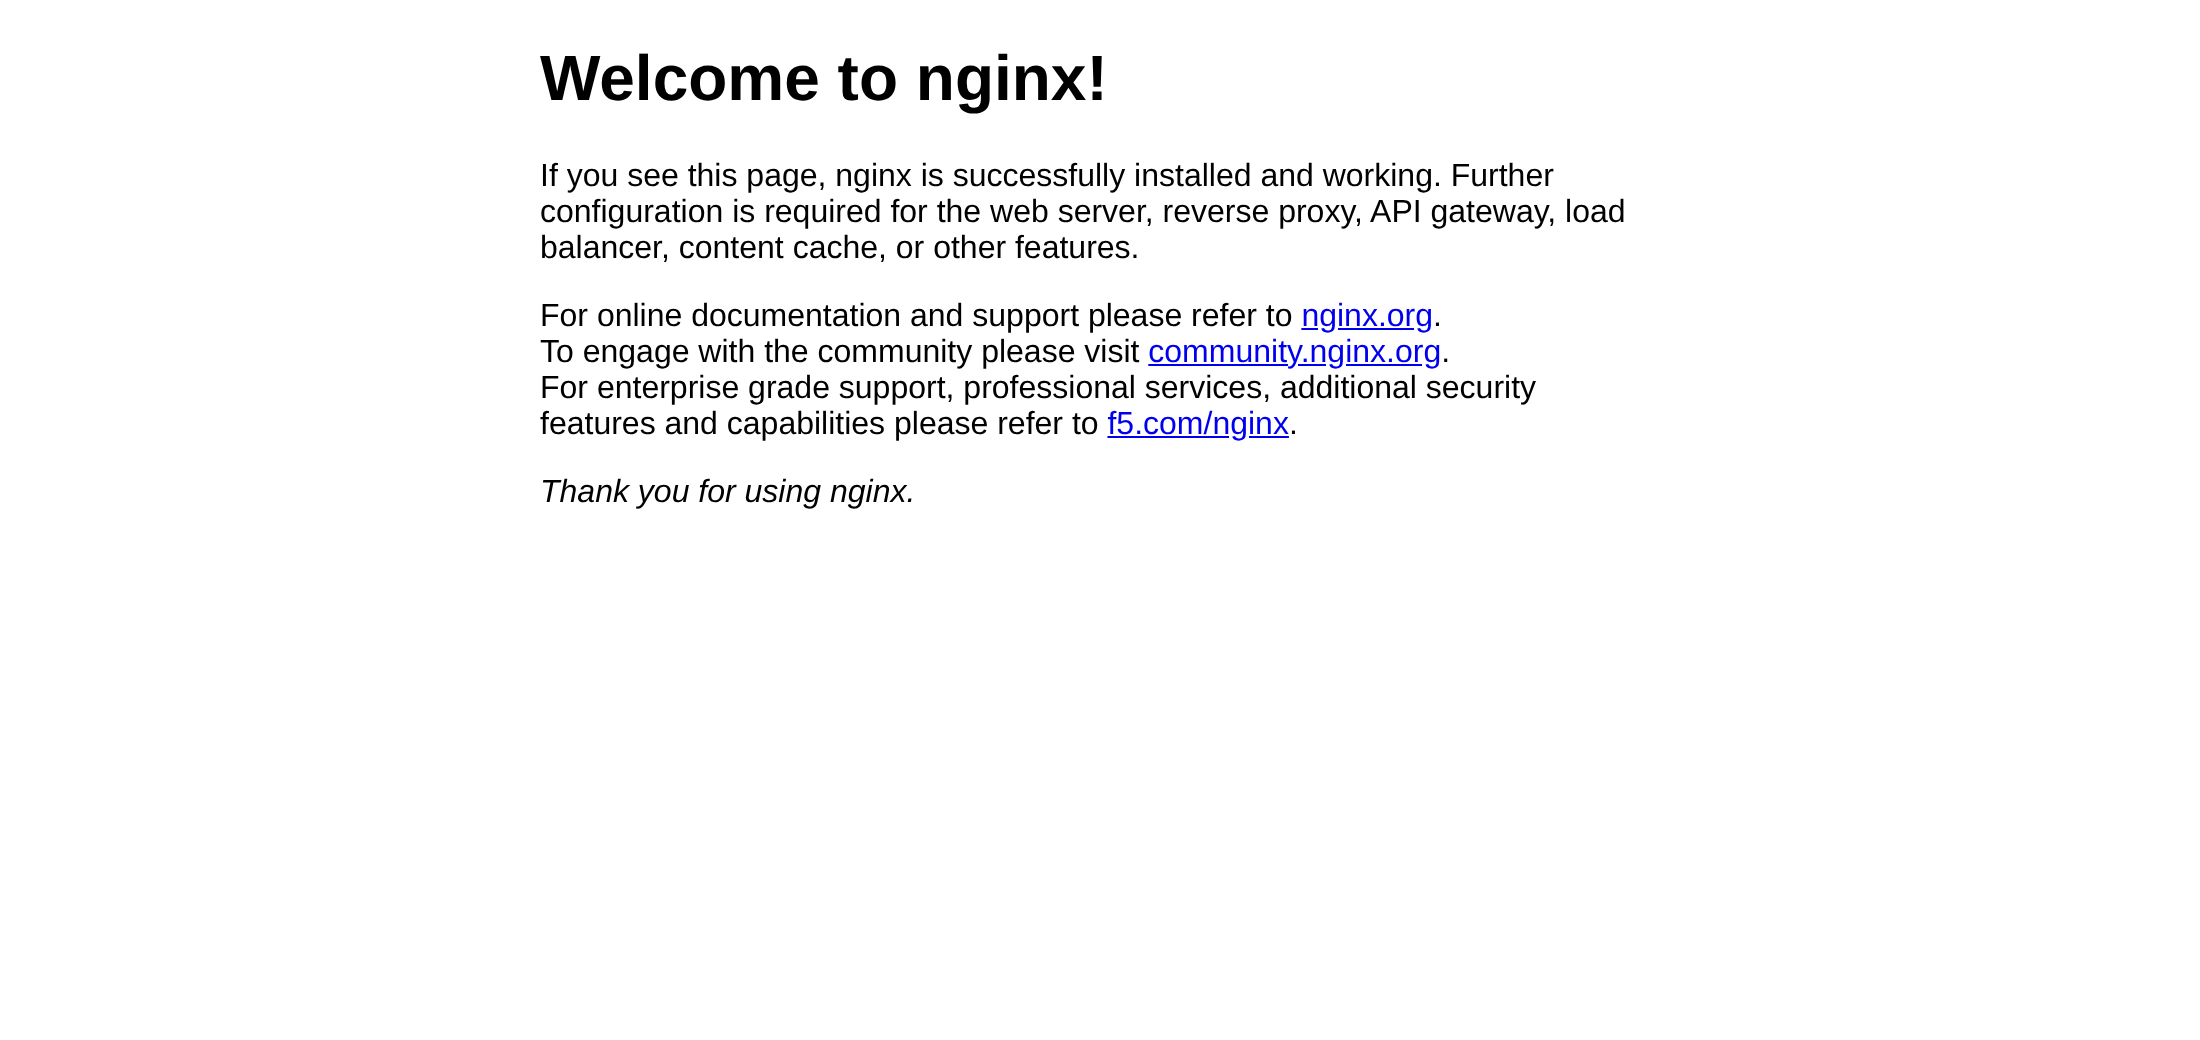 Welcome to nginx!
If you see this page, nginx is successfully installed and working. Further
configuration is required for the web server, reverse proxy, API gateway, load
balancer, content cache, or other features.
For online documentation and support please refer to nginx.org.
To engage with the community please visit community.nginx.org.
For enterprise grade support, professional services, additional security
features and capabilities please refer to f5.com/nginx.
Thank you for using nginx.